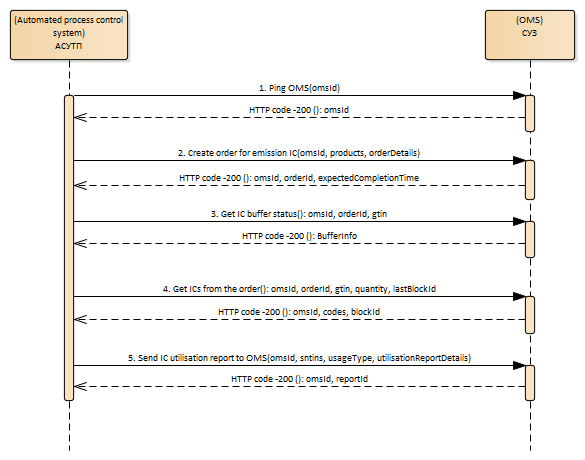 (Automated process control
system)
АСУТП
(OMS)
СУЗ
1. Ping OMS(omsId)
HTTP code -200 (): omsId
2. Create order for emission IC(omsId, products, orderDetails)
HTTP code -200 (): omsId, orderId, expectedCompletionTime
3. Get IC buffer status(): omsId, orderId, gtin
HTTP code -200 (): BufferInfo
4. Get ICs from the order(): omsId, orderId, gtin, quantity, lastBlockId
HTTP code -200 (): omsId, codes, blockId
5. Send IC utilisation report to OMS(omsId, sntins, usageType, utilisationReportDetails)
HTTP code -200 (): omsId, reportId